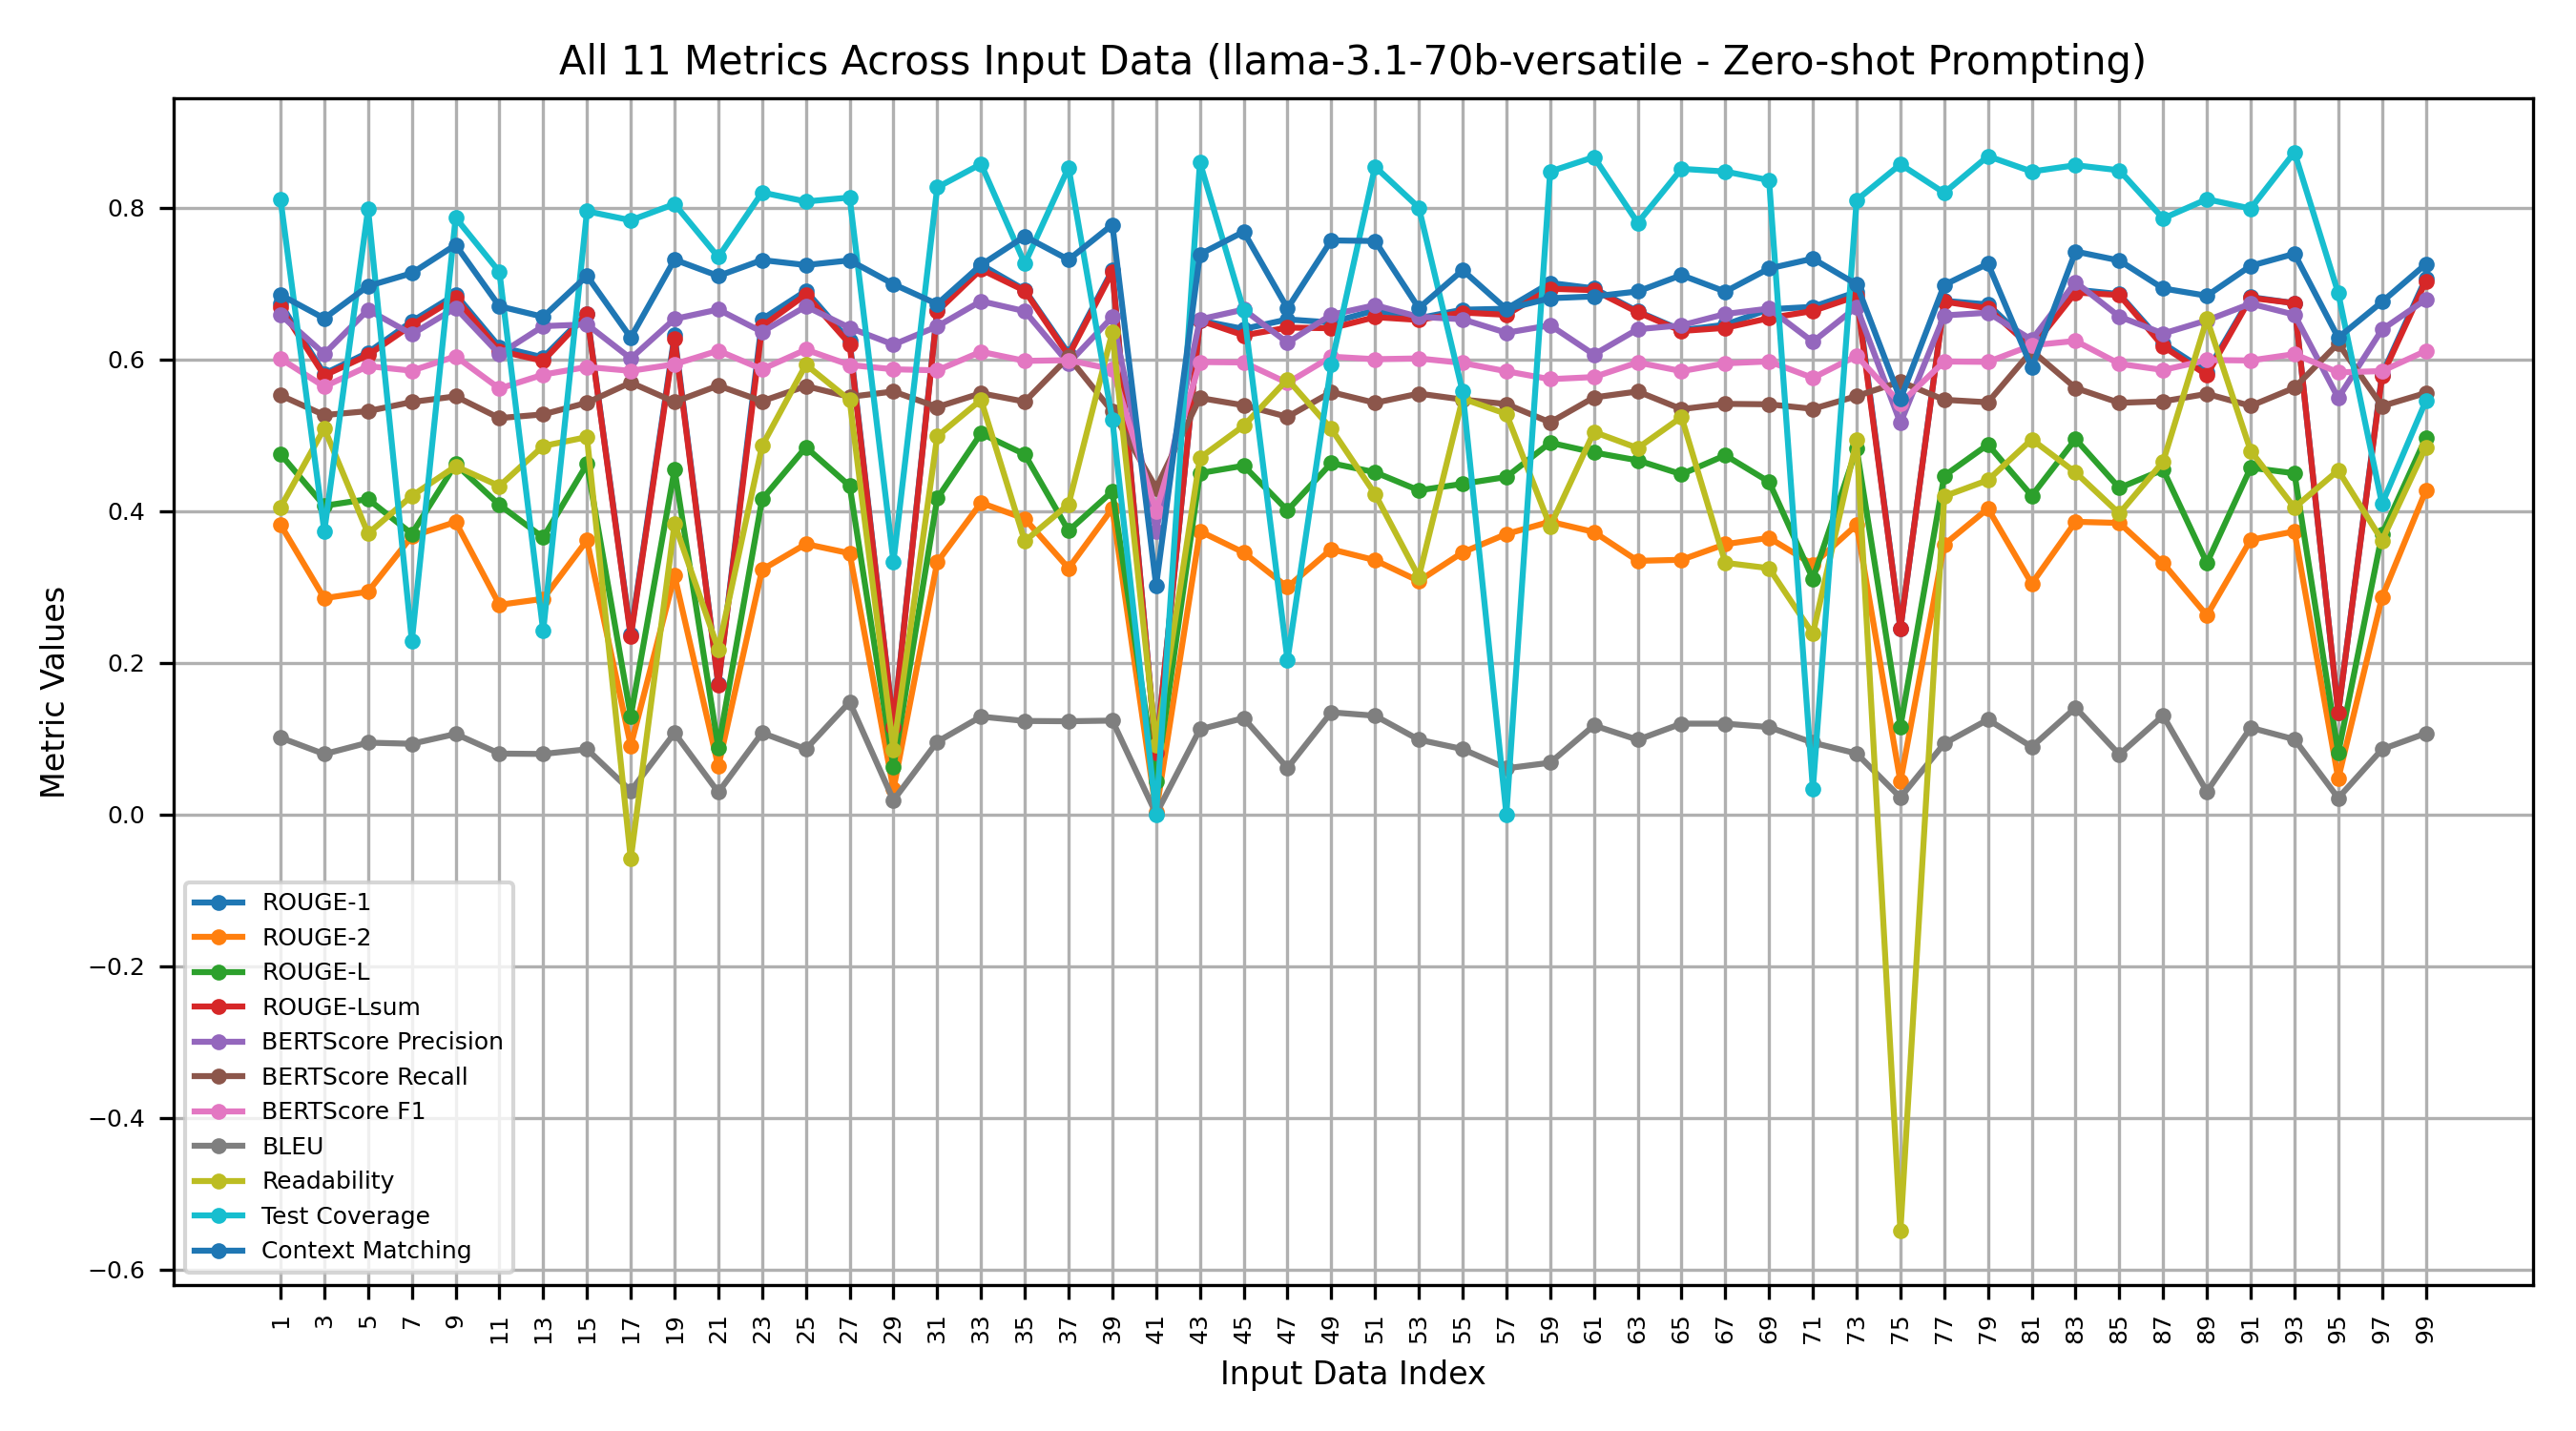 All 11 Metrics Across Input Data (llama-3.1-70b-versatile - Zero-shot Prompting)
Metric Values
0.8
0.6
0.4
0.2
0.0
−0.2
−0.4
−0.6
ROUGE-1
ROUGE-2
ROUGE-L
ROUGE-Lsum
BERTScore Precision
BERTScore Recall
BERTScore F1
BLEU
Readability
Test Coverage
Context Matching
1 3 5 7 9 11 13 15 17 19 21 23 25 27 29 31 33 35 37 39 41 43 45 47 49 51 53 55 57 59 61 63 65 67 69 71 73 75 77 79 81 83 85 87 89 91 93 95 97 99
Input Data Index